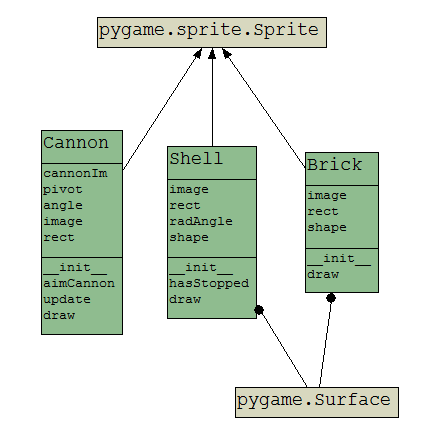 pygame.sprite.Sprite
Cannon
cannonIm
pivot
angle
image
rect
__init__
aimCannon
update
draw
Shell
image
rect
radAngle
shape
__init__
hasStopped
draw
Brick
image
rect
shape
__init__
draw
pygame.Surface